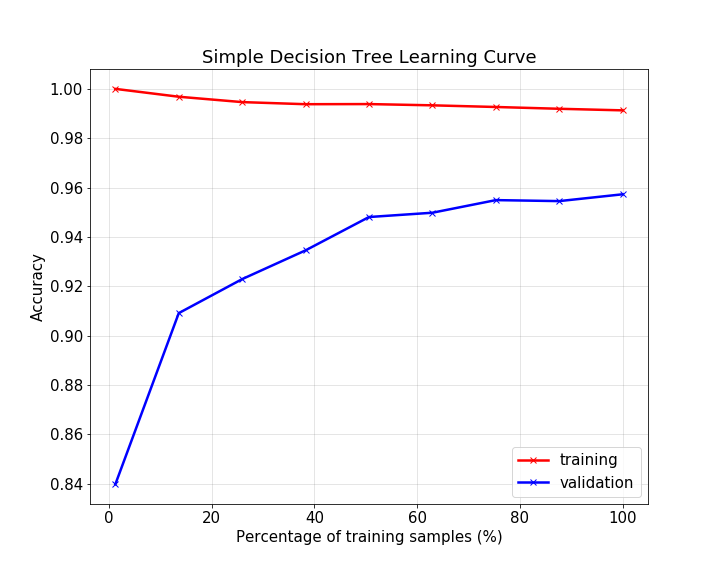 Simple Decision Tree Learning Curve
1.00
0.98
0.96
0.94
0.92
0.90
0.88
0.86
0.84
Accuracy
0 20 40 60 80 100
Percentage of training samples (%)
training
validation